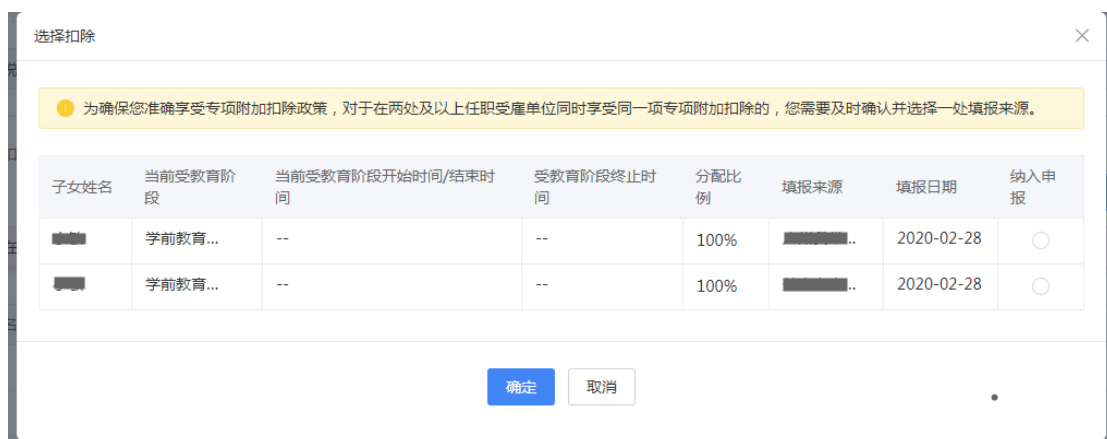 选择扣除
为确保您准确享受专项附加扣除政策，对于在两处及以上任职受雇单位同时享受同一项专项附加扣除的，您需要及时确认并选择一处填报来源。
子女姓名 当前受教育阶段 当前受教育阶段开始时间/结束时间 受教育阶段终止时间 分配比例 填报来源 填报日期 纳入申报
学前教育... -- -- 100% .. 2020-02-28
学前教育... -- -- 100% .. 2020-02-28
确定 取消